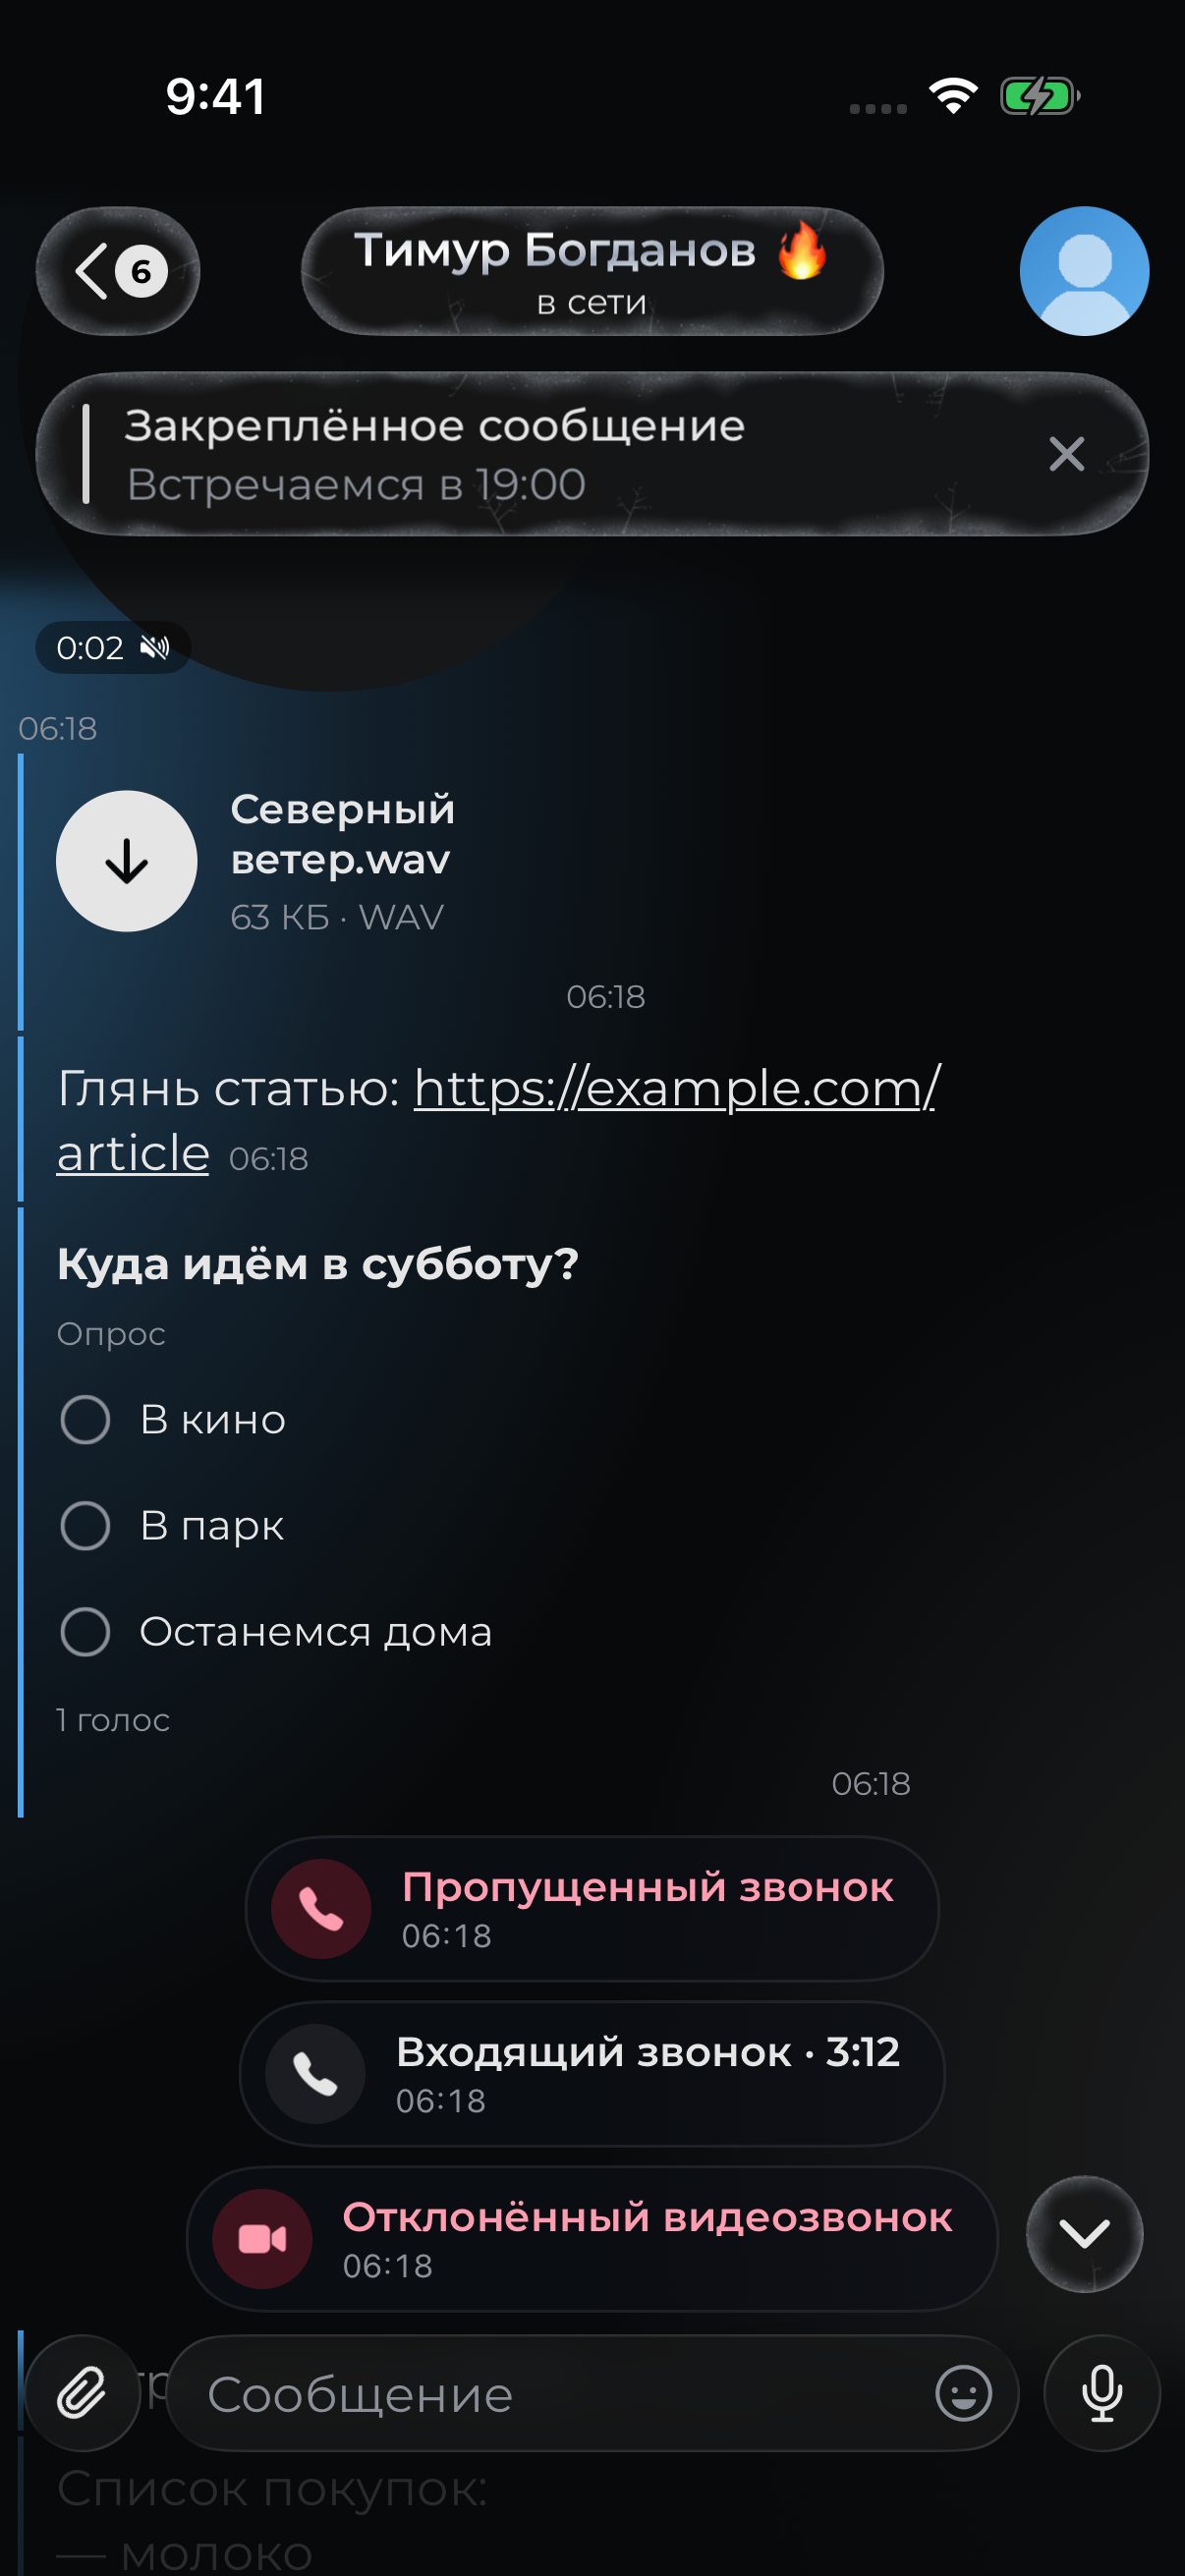 9:41
6
Тимур Богданов 🔥
в сети
Закреплённое сообщение
Встречаемся в 19:00
0:02
06:18
Северный
ветер.wav
63 КБ · WAV
06:18
Глянь статью: https://example.com/
article 06:18
Куда идём в субботу?
Опрос
В кино
В парк
Останемся дома
1 голос
06:18
Пропущенный звонок
06:18
Входящий звонок · 3:12
06:18
Отклонённый видеозвонок
06:18
Сообщение
Список покупок:
— молоко